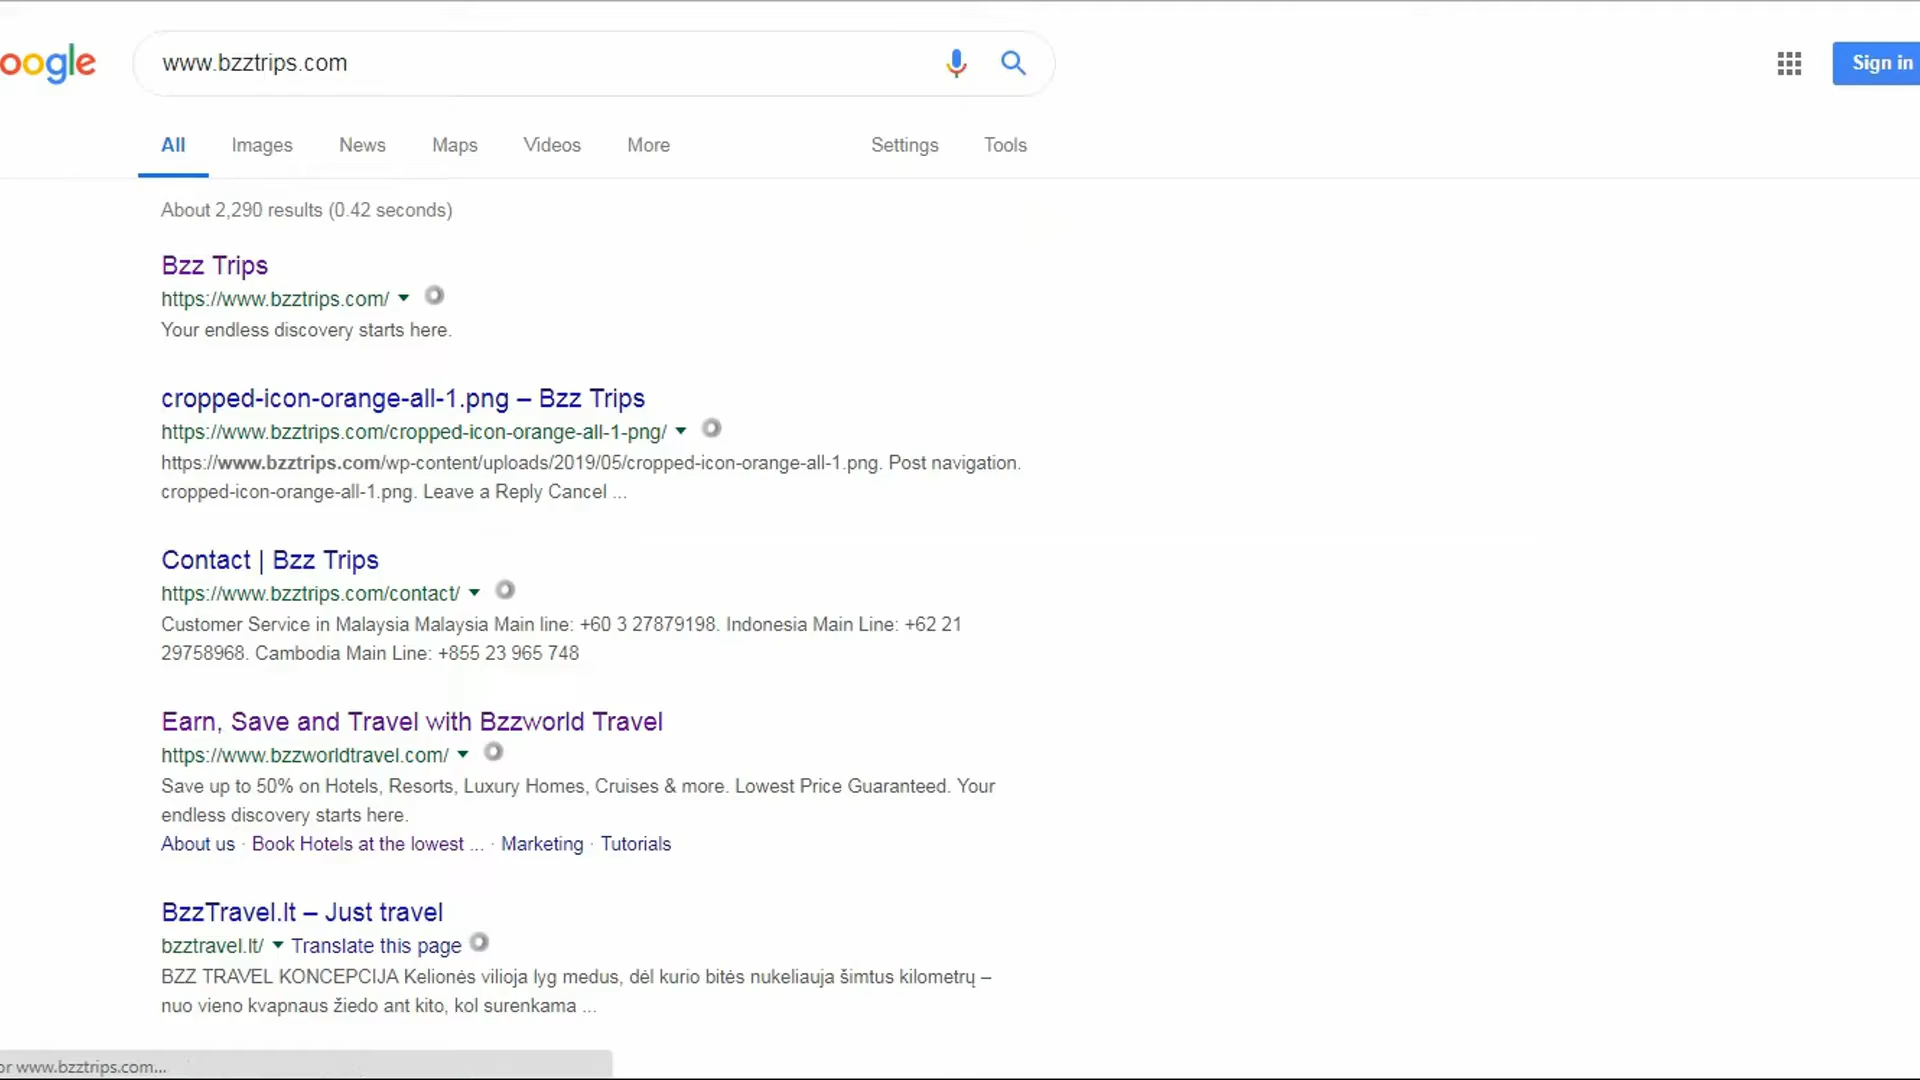 oogle
www.bzztrips.com
Sign in
All Images News Maps Videos More Settings Tools
About 2,290 results (0.42 seconds)
Bzz Trips
https://www.bzztrips.com/
Your endless discovery starts here.
cropped-icon-orange-all-1.png – Bzz Trips
https://www.bzztrips.com/cropped-icon-orange-all-1-png/
https://www.bzztrips.com/wp-content/uploads/2019/05/cropped-icon-orange-all-1.png. Post navigation.
cropped-icon-orange-all-1.png. Leave a Reply Cancel ...
Contact | Bzz Trips
https://www.bzztrips.com/contact/
Customer Service in Malaysia Malaysia Main line: +60 3 27879198. Indonesia Main Line: +62 21
29758968. Cambodia Main Line: +855 23 965 748
Earn, Save and Travel with Bzzworld Travel
https://www.bzzworldtravel.com/
Save up to 50% on Hotels, Resorts, Luxury Homes, Cruises & more. Lowest Price Guaranteed. Your
endless discovery starts here.
About us · Book Hotels at the lowest ... · Marketing · Tutorials
BzzTravel.lt – Just travel
bzztravel.lt/ Translate this page
BZZ TRAVEL KONCEPCIJA Kelionės vilioja lyg medus, dėl kurio bitės nukeliauja šimtus kilometrų –
nuo vieno kvapnaus žiedo ant kito, kol surenkama ...
or www.bzztrips.com...